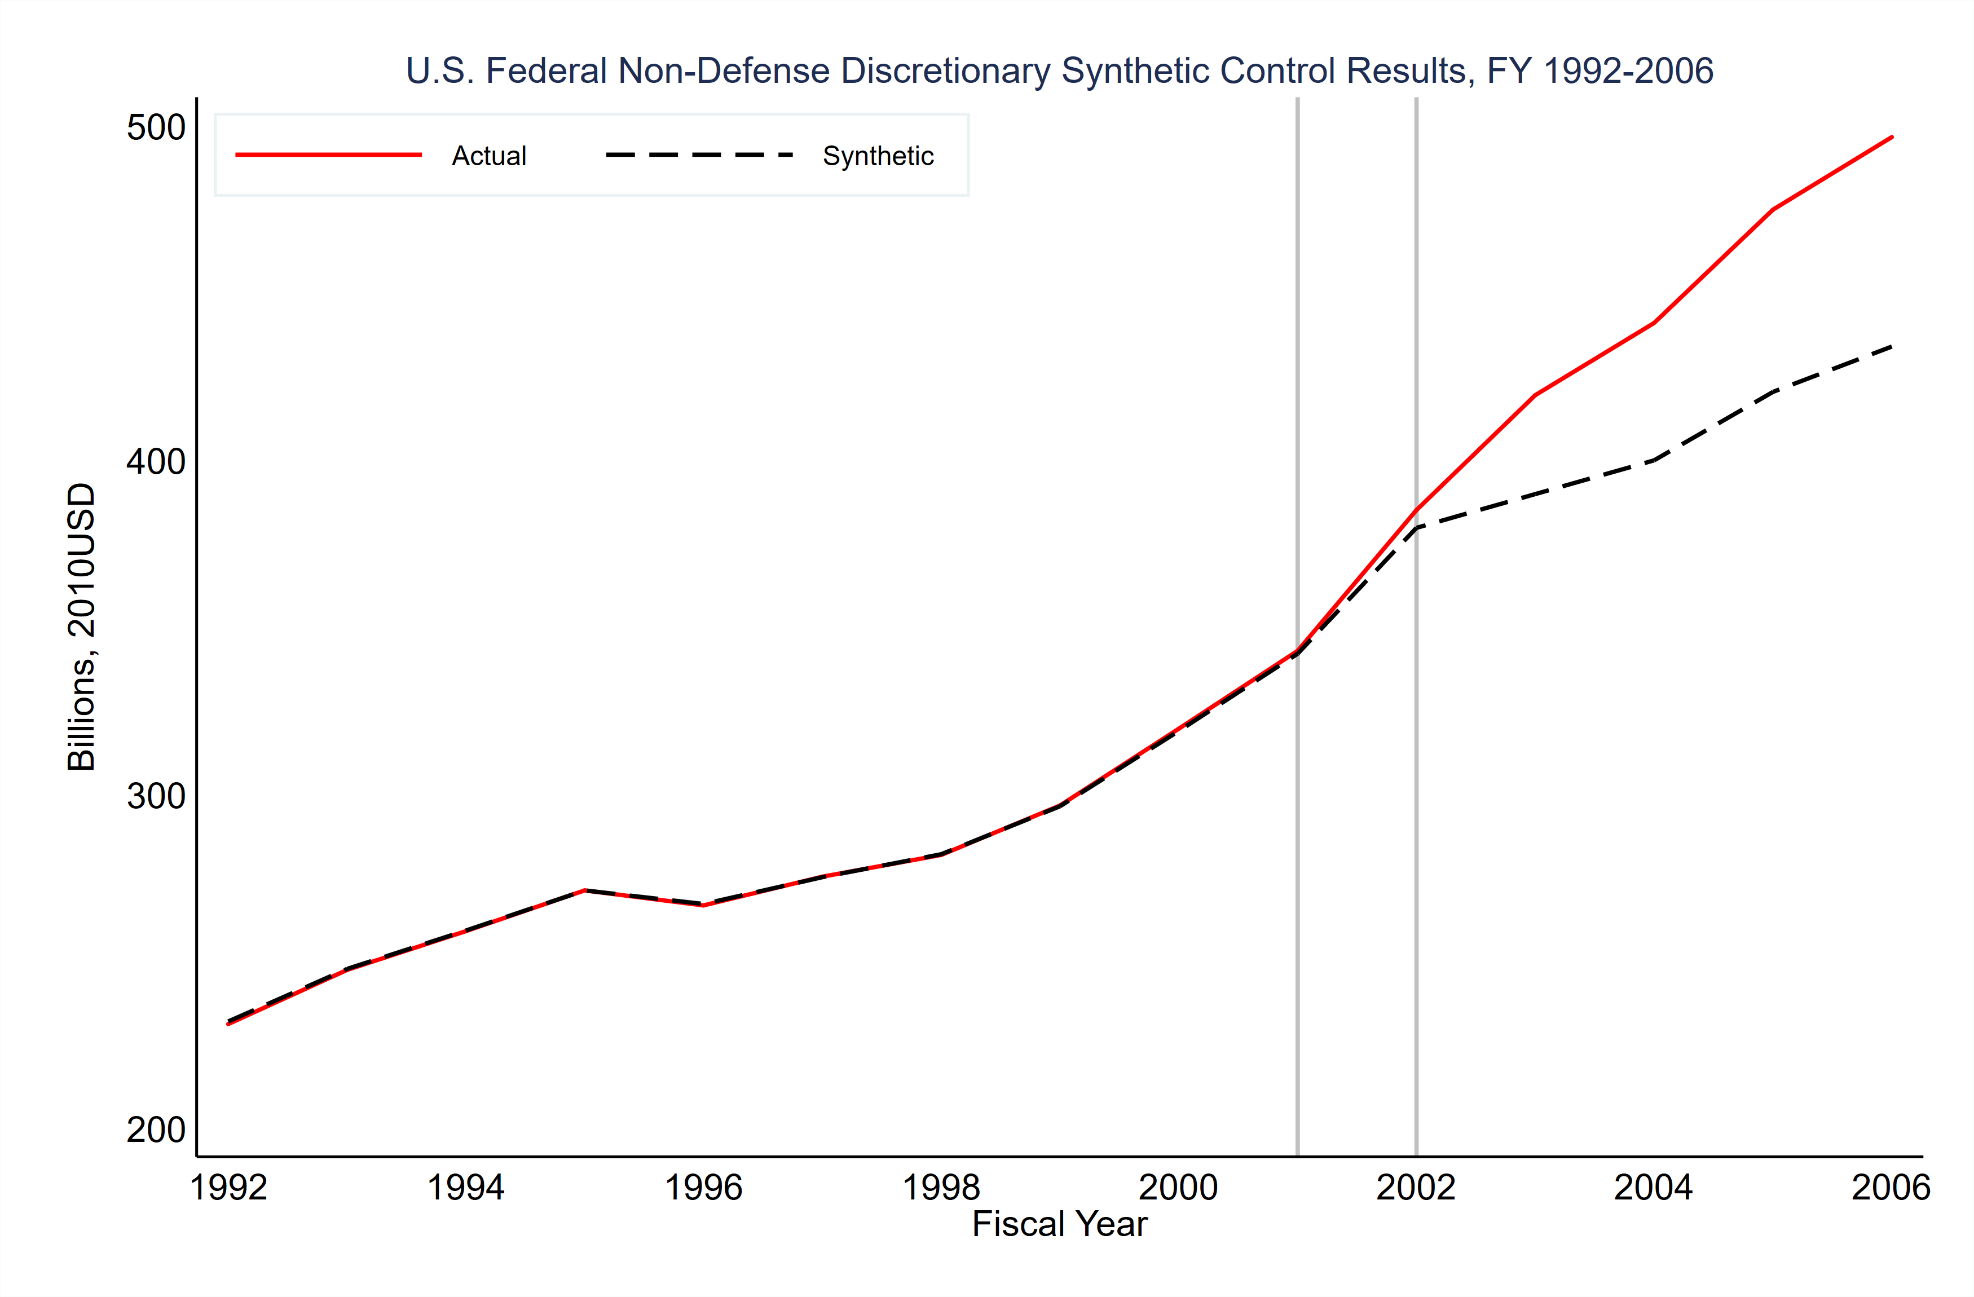 U.S. Federal Non-Defense Discretionary Synthetic Control Results, FY 1992-2006
Actual Synthetic
Billions, 2010USD
500
400
300
200
1992 1994 1996 1998 2000 2002 2004 2006
Fiscal Year